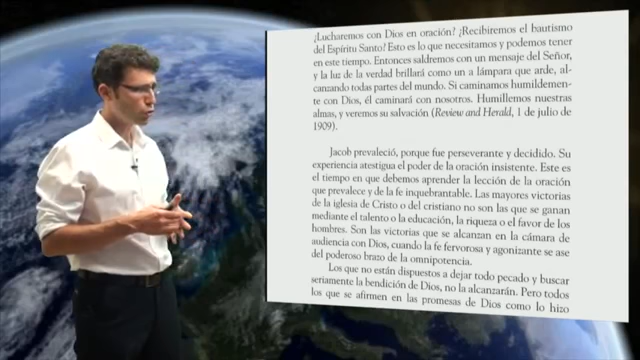 ¿Lucharemos con Dios en oración? ¿Recibiremos el bautismo
del Espíritu Santo? Esto es lo que necesitamos y podemos tener
en este tiempo. Entonces saldremos con un mensaje del Señor,
y la luz de la verdad brillará como un a lámpara que arde, al-
canzando todas partes del mundo. Si caminamos humildemen-
te con Dios, él caminará con nosotros. Humillemos nuestras
almas, y veremos su salvación (Review and Herald, 1 de julio de
1909).
Jacob prevaleció, porque fue perseverante y decidido. Su
experiencia atestigua el poder de la oración insistente. Este es
el tiempo en que debemos aprender la lección de la oración
que prevalece y de la fe inquebrantable. Las mayores victorias
de la iglesia de Cristo o del cristiano no son las que se ganan
mediante el talento o la educación, la riqueza o el favor de los
hombres. Son las victorias que se alcanzan en la cámara de
audiencia con Dios, cuando la fe fervorosa y agonizante se ase
del poderoso brazo de la omnipotencia.
Los que no están dispuestos a dejar todo pecado y buscar
seriamente la bendición de Dios, no la alcanzarán. Pero todos
los que se afirmen en las promesas de Dios como lo hizo